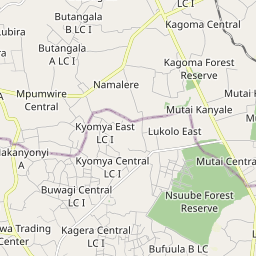 Butangala
B LC I
Kagoma Central
Butangala
A LC I
Kagoma Forest
Reserve
Namalere
Mpumwire
Central
Mutai Kanyale
Kyomya East
LC I
Lukolo East
A
Kyomya Central
LC I
Mutai Centra
Buwagi Central
LC I
Nsuube Forest
Reserve
Trading
Center
Kagera Central
LC I
Bufuula B LC